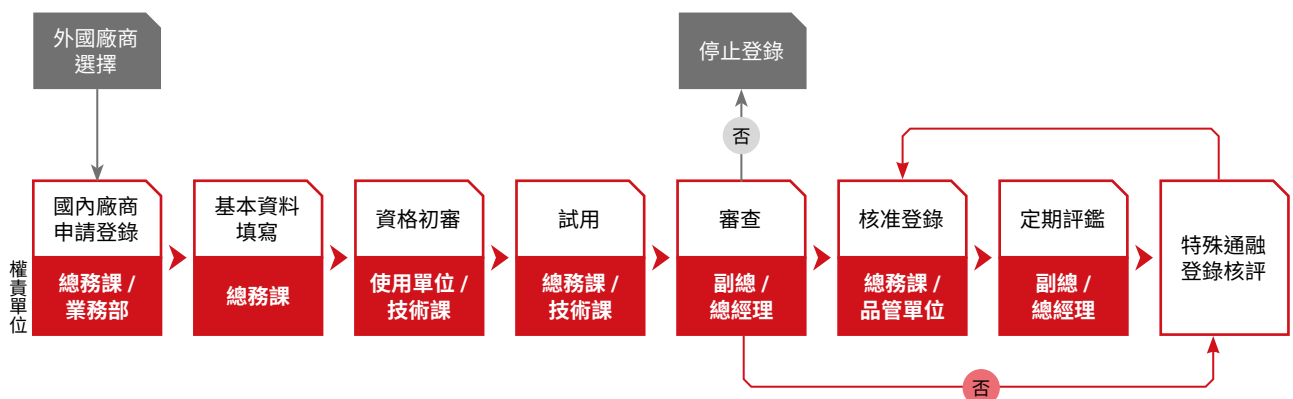 外國廠商
選擇
停止登錄
否
國內廠商
申請登錄
總務課 /
業務部
基本資料
填寫
總務課
資格初審
使用單位 /
技術課
試用
總務課 /
技術課
審查
副總 /
總經理
核准登錄
總務課 /
品管單位
定期評鑑
副總 /
總經理
特殊通融
登錄核評
權責單位
否